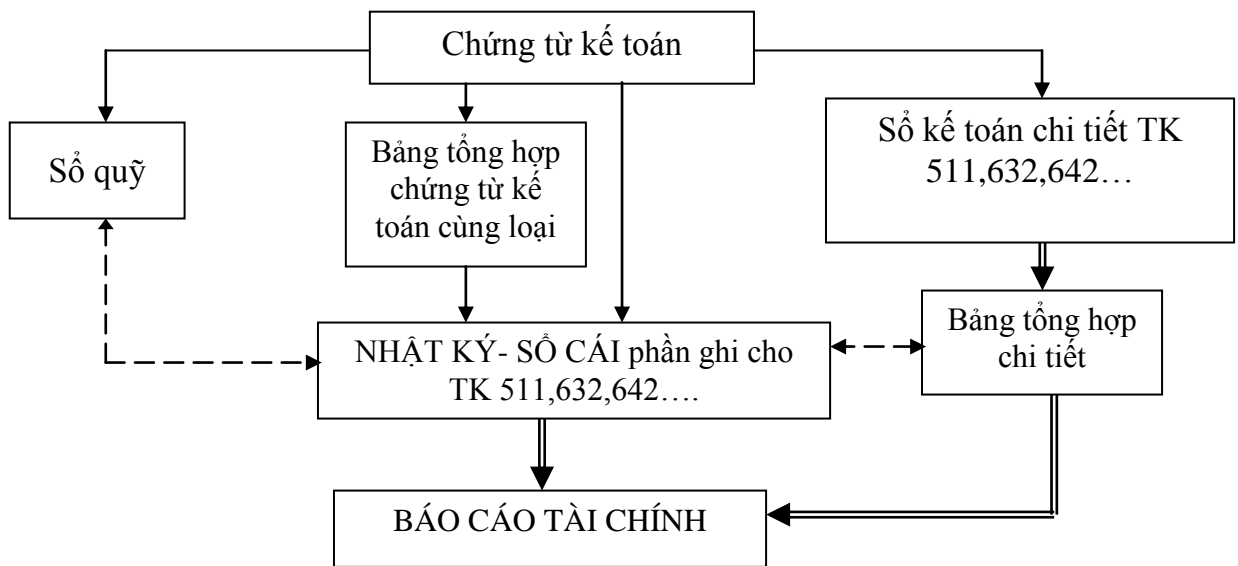 Chứng từ kế toán
Sổ quỹ
Bảng tổng hợp
chứng từ kế
toán cùng loại
Sổ kế toán chi tiết TK
511,632,642…
NHẬT KÝ- SỔ CÁI phần ghi cho
TK 511,632,642….
Bảng tổng hợp
chi tiết
BÁO CÁO TÀI CHÍNH